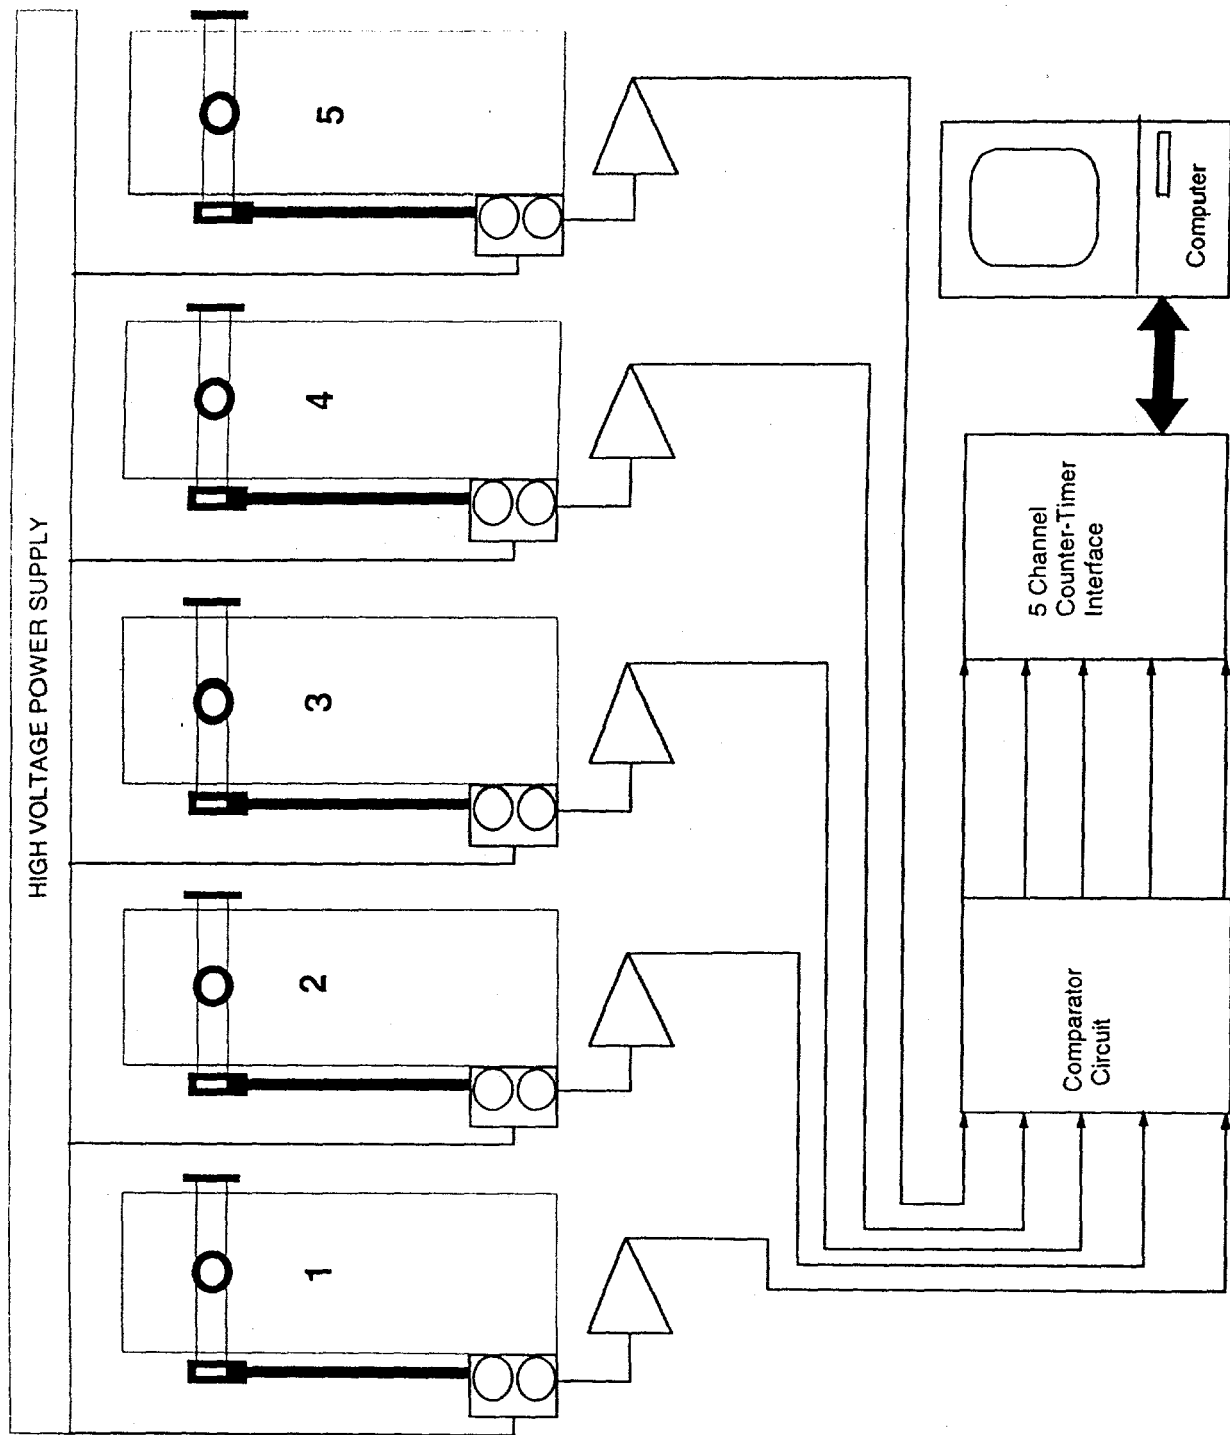 HIGH VOLTAGE POWER SUPPLY
1
2
3
4
5
Comparator
Circuit
5 Channel
Counter-Timer
Interface
Computer